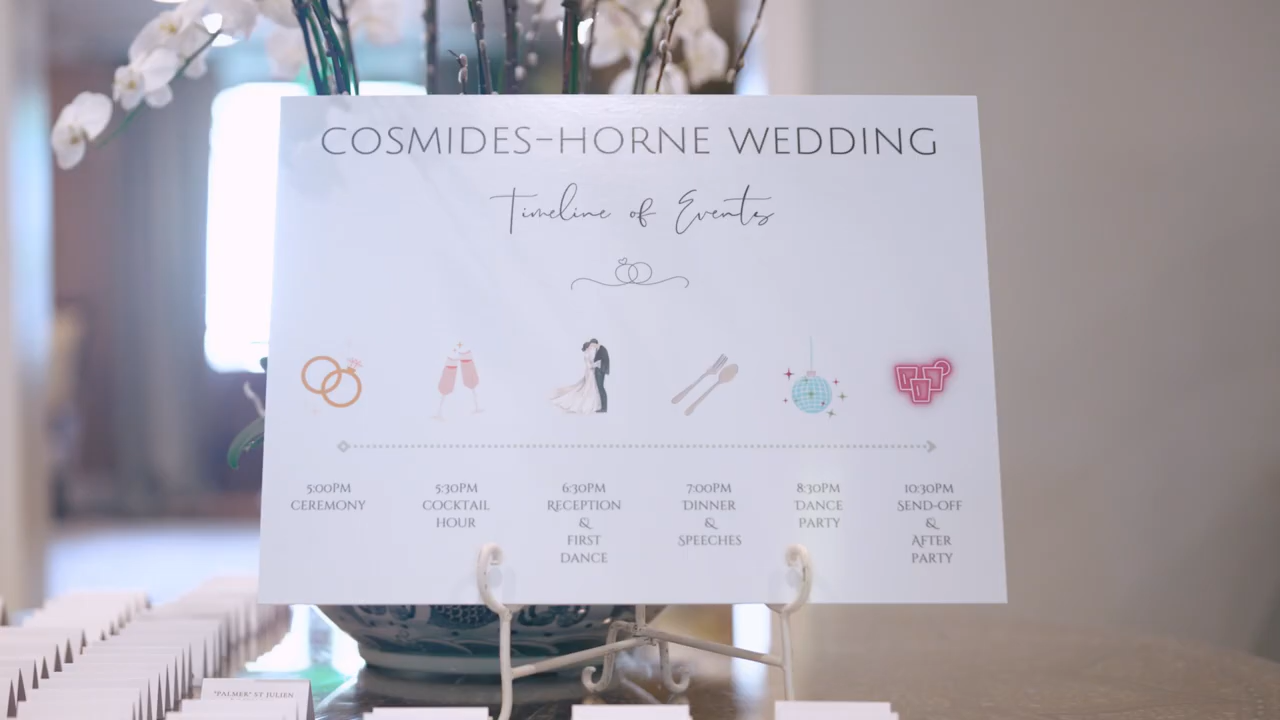 COSMIDES-HORNE WEDDING
Timeline of Events
5:00PM
CEREMONY
5:30PM
COCKTAIL
HOUR
6:30PM
RECEPTION
&
FIRST
DANCE
7:00PM
DINNER
&
SPEECHES
8:30PM
DANCE
PARTY
10:30PM
SEND-OFF
&
AFTER
PARTY
"PALMER" ST JULIEN